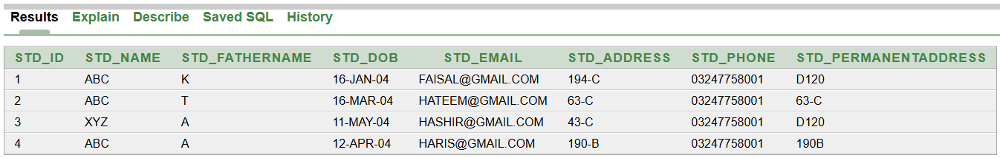 Results Explain Describe Saved SQL History
STD_ID STD_NAME STD_FATHERNAME STD_DOB STD_EMAIL STD_ADDRESS STD_PHONE STD_PERMANENTADDRESS
1 ABC K 16-JAN-04 FAISAL@GMAIL.COM 194-C 03247758001 D120
2 ABC T 16-MAR-04 HATEEM@GMAIL.COM 63-C 03247758001 63-C
3 XYZ A 11-MAY-04 HASHIR@GMAIL.COM 43-C 03247758001 D120
4 ABC A 12-APR-04 HARIS@GMAIL.COM 190-B 03247758001 190B